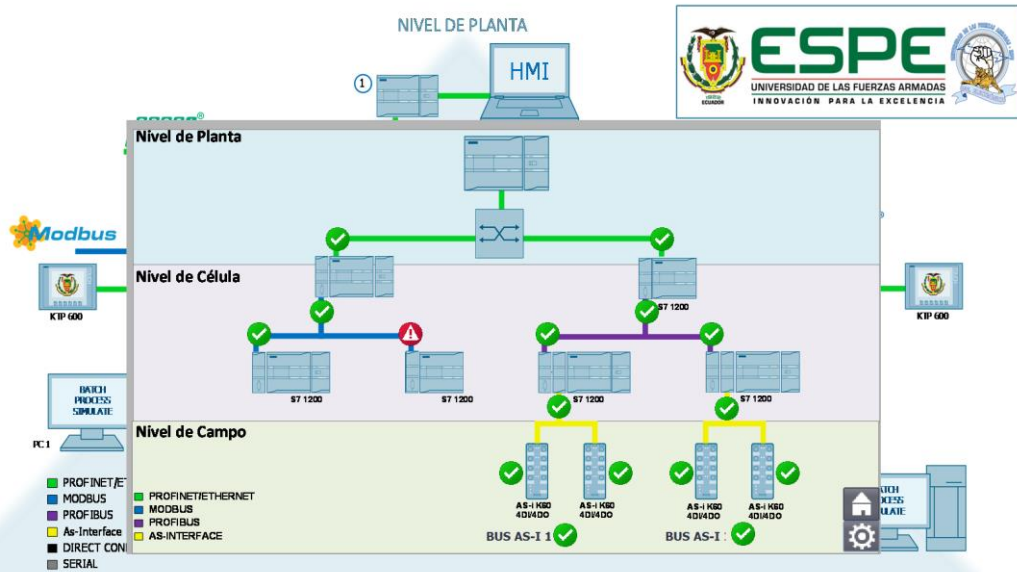 NIVEL DE PLANTA
HMI
1
ESPE
UNIVERSIDAD DE LAS FUERZAS ARMADAS
INNOVACIÓN PARA LA EXCELENCIA
ECUADOR
Nivel de Planta
Modbus
KTP 600
KTP 600
Nivel de Célula
S7 1200
S7 1200
S7 1200
S7 1200
S7 1200
BATCH
PROCESS
SIMULATE
PC 1
Nivel de Campo
AS-i K60
4DI/4DO
AS-i K60
4DI/4DO
AS-i K60
4DI/4DO
AS-i K60
4DI/4DO
BUS AS-I 1
BUS AS-I
PROFINET/ETHERNET
MODBUS
PROFIBUS
AS-INTERFACE
PROFINET/ET
MODBUS
PROFIBUS
As-Interface
DIRECT CON
SERIAL